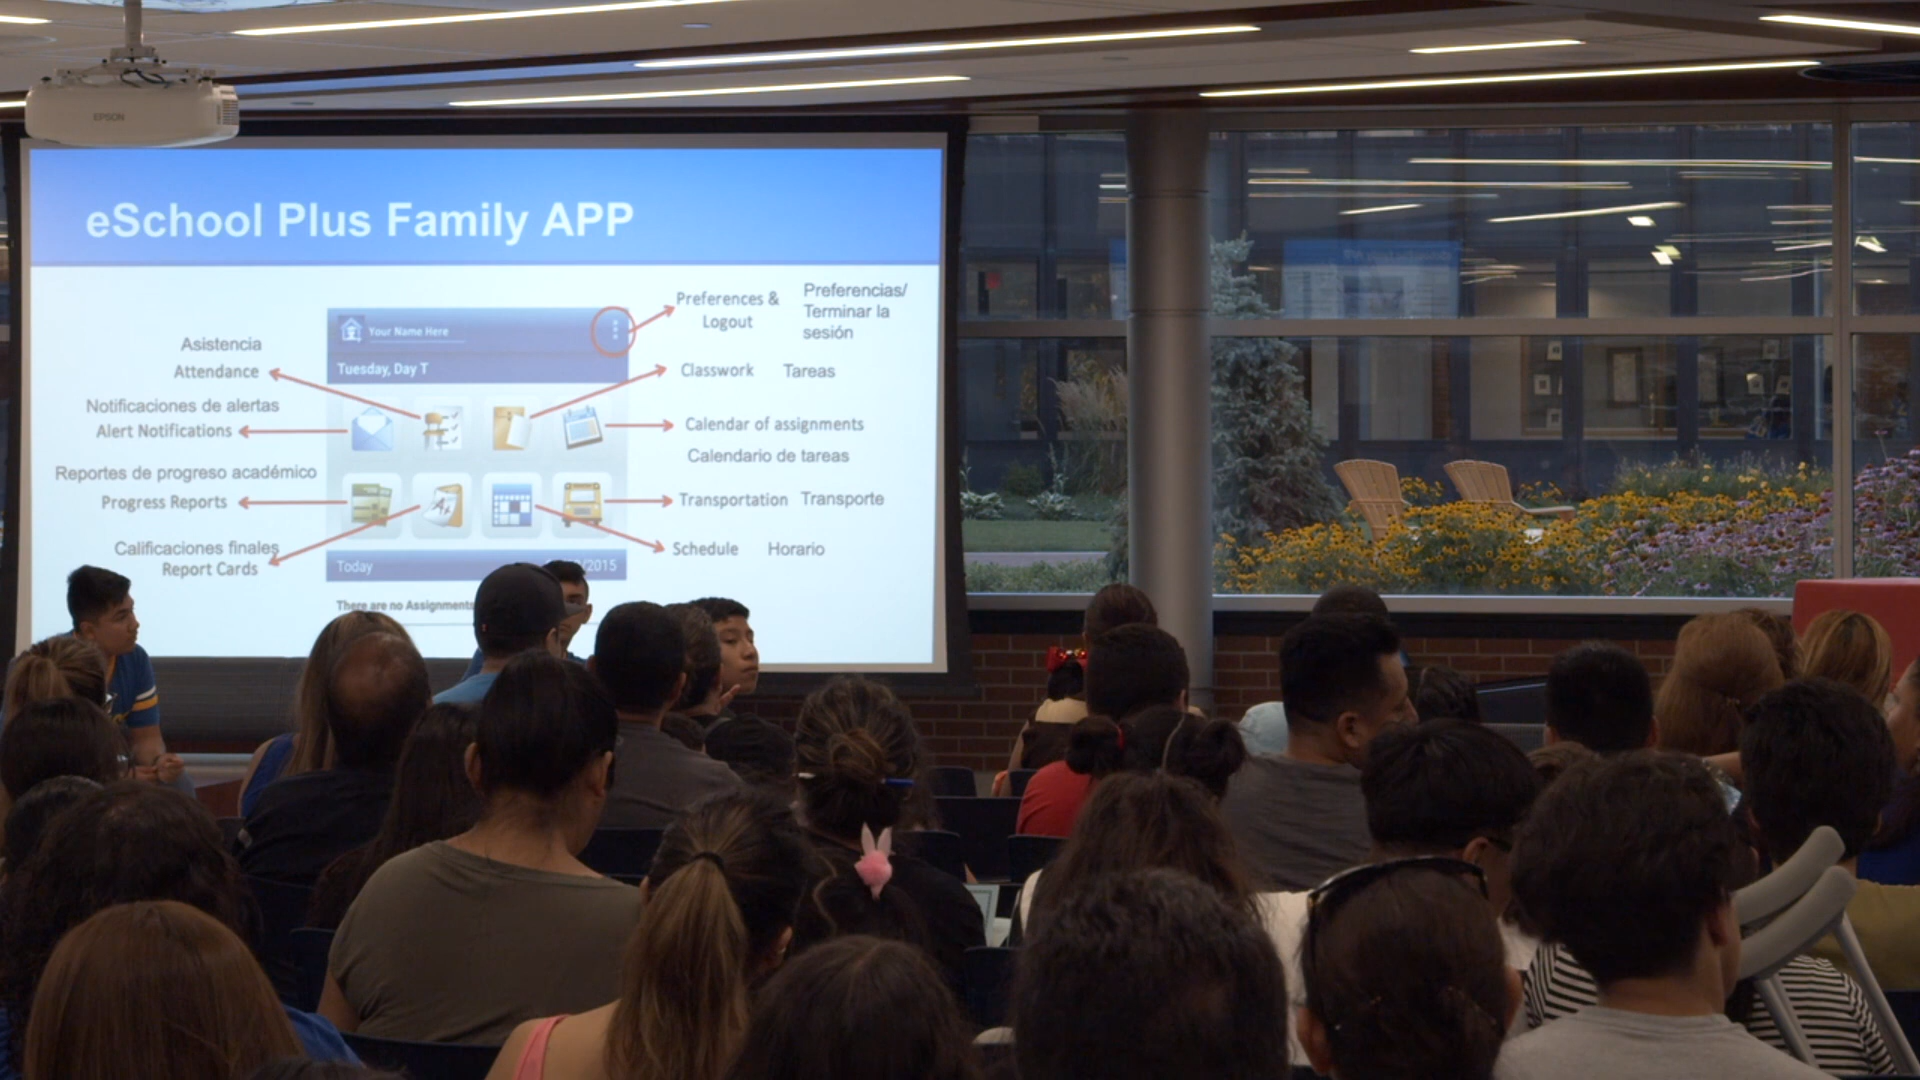 EPSON
eSchool Plus Family APP
Your Name Here
Tuesday, Day T
Preferences &
Logout
Preferencias/
Terminar la
sesión
Asistencia
Attendance
Classwork Tareas
Notificaciones de alertas
Alert Notifications
Calendar of assignments
Calendario de tareas
Reportes de progreso académico
Progress Reports
Transportation Transporte
Calificaciones finales
Report Cards
Schedule Horario
Today /2015
There are no Assignments